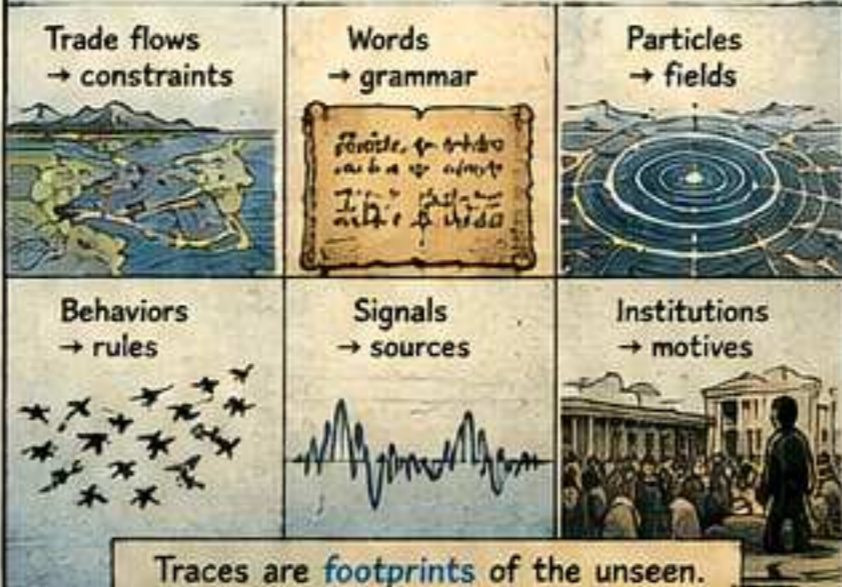 Trade flows
→ constraints
Words
→ grammar
Particles
→ fields
Behaviors
→ rules
Signals
→ sources
Institutions
→ motives
Traces are footprints of the unseen.